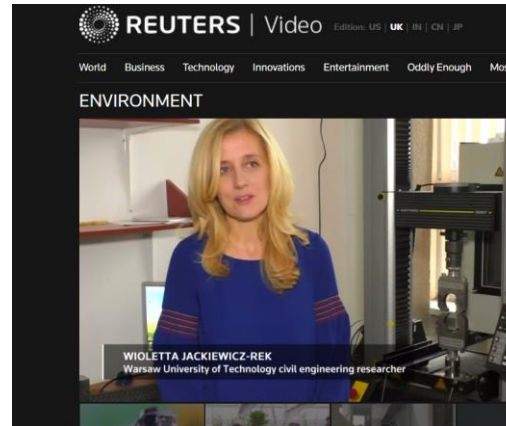 REUTERS | Video Edition: US | UK | IN | CN | JP
World Business Technology Innovations Entertainment Oddly Enough Mos
ENVIRONMENT
WIOLETTA JACKIEWICZ-REK
Warsaw University of Technology civil engineering researcher